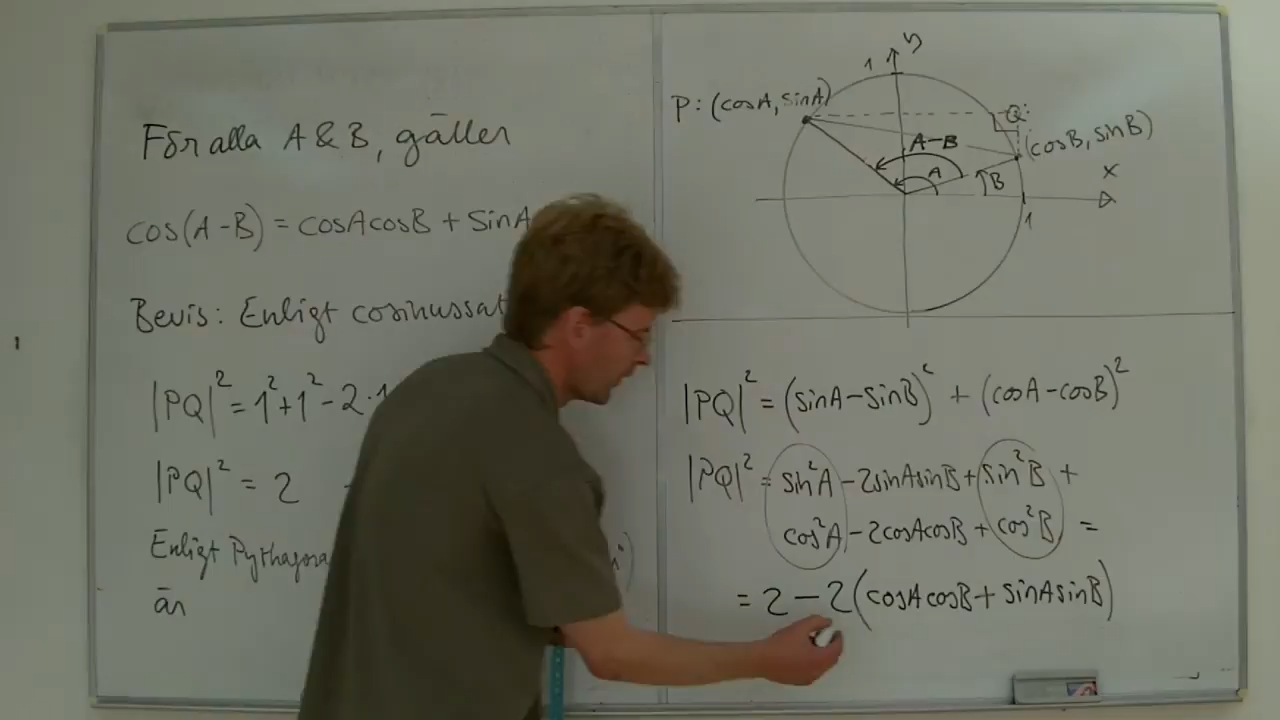 För alla A & B, gäller
cos(A-B) = cosAcosB + sinA
Bevis: Enligt cosinussat
|PQ|² = 1² + 1² - 2·1
|PQ|² = 2
Enligt Pythagora
är
y
1
P: (cosA, sinA)
Q:
(cosB, sinB)
A-B
A
B
x
1
|PQ|² = (sinA - sinB)² + (cosA - cosB)²
|PQ|² = sin²A - 2sinAsinB + sin²B +
cos²A - 2cosAcosB + cos²B =
= 2 - 2(cosAcosB + sinAsinB)